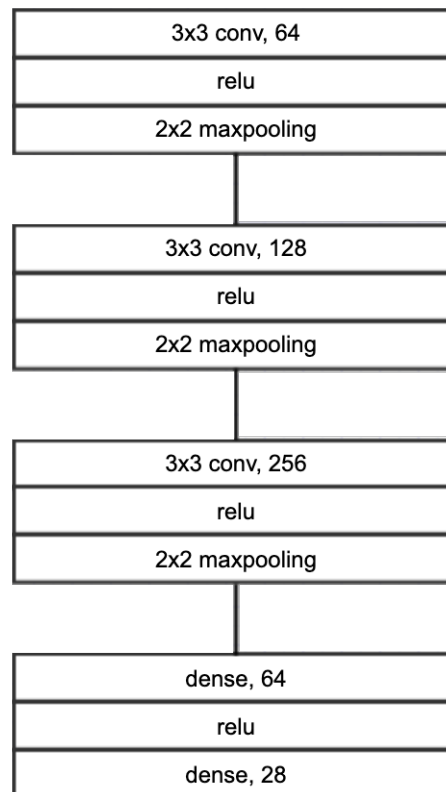 3x3 conv, 64
relu
2x2 maxpooling
3x3 conv, 128
relu
2x2 maxpooling
3x3 conv, 256
relu
2x2 maxpooling
dense, 64
relu
dense, 28